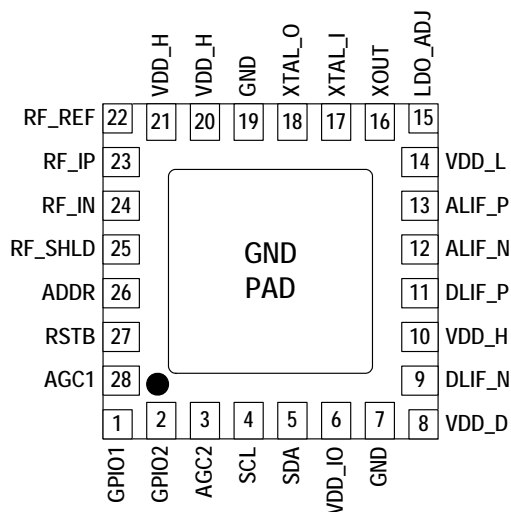 VDD_H
VDD_H
GND
XTAL_O
XTAL_I
XOUT
LDO_ADJ
RF_REF 22 21 20 19 18 17 16 15
RF_IP 23 14 VDD_L
RF_IN 24 13 ALIF_P
RF_SHLD 25 12 ALIF_N
GND
PAD
ADDR 26 11 DLIF_P
RSTB 27 10 VDD_H
AGC1 28 9 DLIF_N
1 2 3 4 5 6 7 8 VDD_D
GPIO1
GPIO2
AGC2
SCL
SDA
VDD_IO
GND